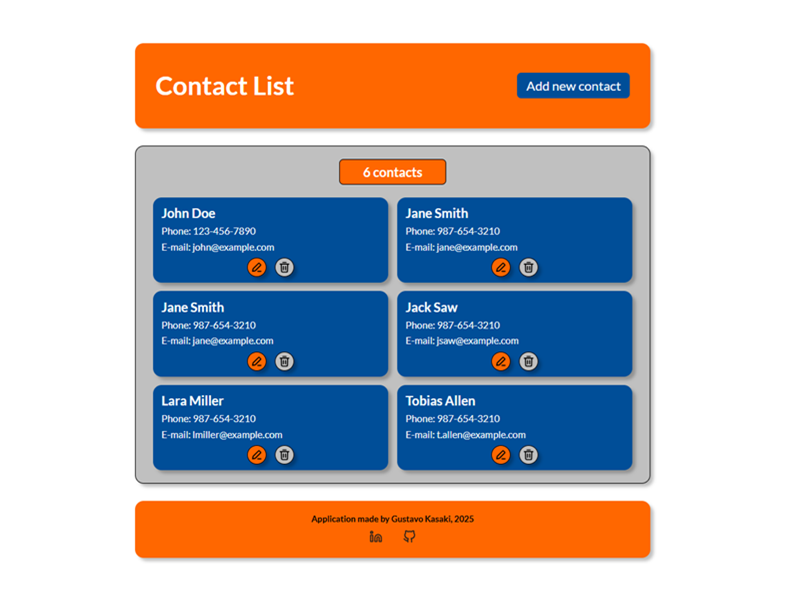 Contact List
Add new contact
6 contacts
John Doe
Phone: 123-456-7890
E-mail: john@example.com
Jane Smith
Phone: 987-654-3210
E-mail: jane@example.com
Jane Smith
Phone: 987-654-3210
E-mail: jane@example.com
Jack Saw
Phone: 987-654-3210
E-mail: jsaw@example.com
Lara Miller
Phone: 987-654-3210
E-mail: lmiller@example.com
Tobias Allen
Phone: 987-654-3210
E-mail: t.allen@example.com
Application made by Gustavo Kasaki, 2025
in